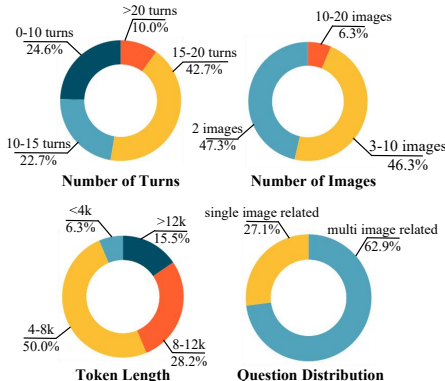 >20 turns
10.0%
0-10 turns
24.6%
15-20 turns
42.7%
10-15 turns
22.7%
Number of Turns
10-20 images
6.3%
2 images
47.3%
3-10 images
46.3%
Number of Images
<4k
6.3%
>12k
15.5%
4-8k
50.0%
8-12k
28.2%
Token Length
single image related
27.1%
multi image related
62.9%
Question Distribution